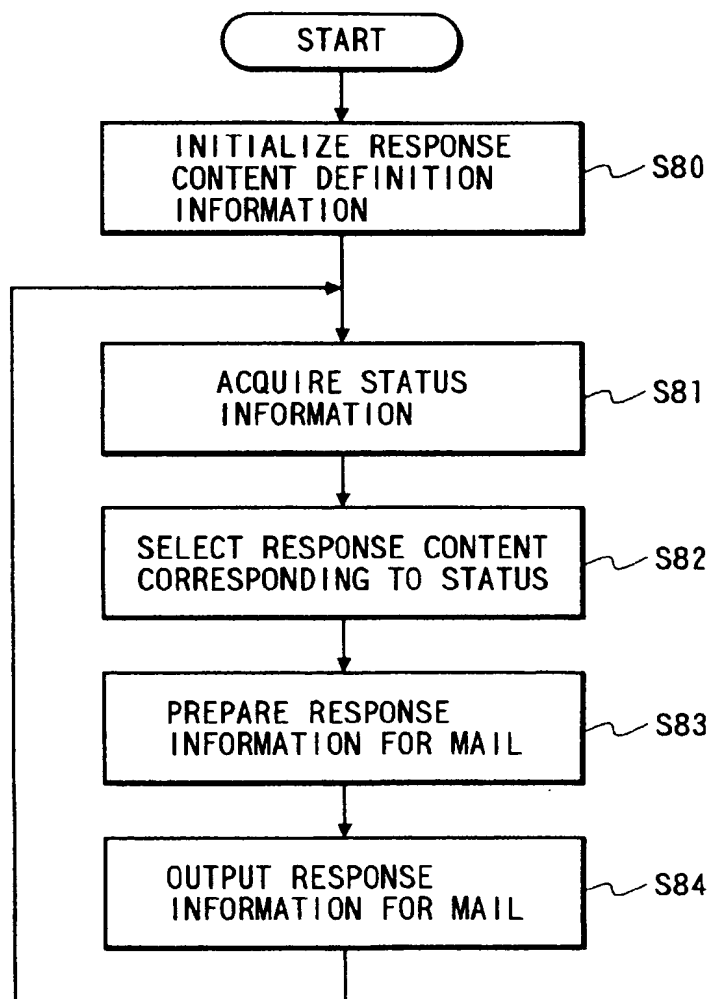 START
INITIALIZE RESPONSE
CONTENT DEFINITION
INFORMATION
S80
ACQUIRE STATUS
INFORMATION
S81
SELECT RESPONSE CONTENT
CORRESPONDING TO STATUS
S82
PREPARE RESPONSE
INFORMATION FOR MAIL
S83
OUTPUT RESPONSE
INFORMATION FOR MAIL
S84